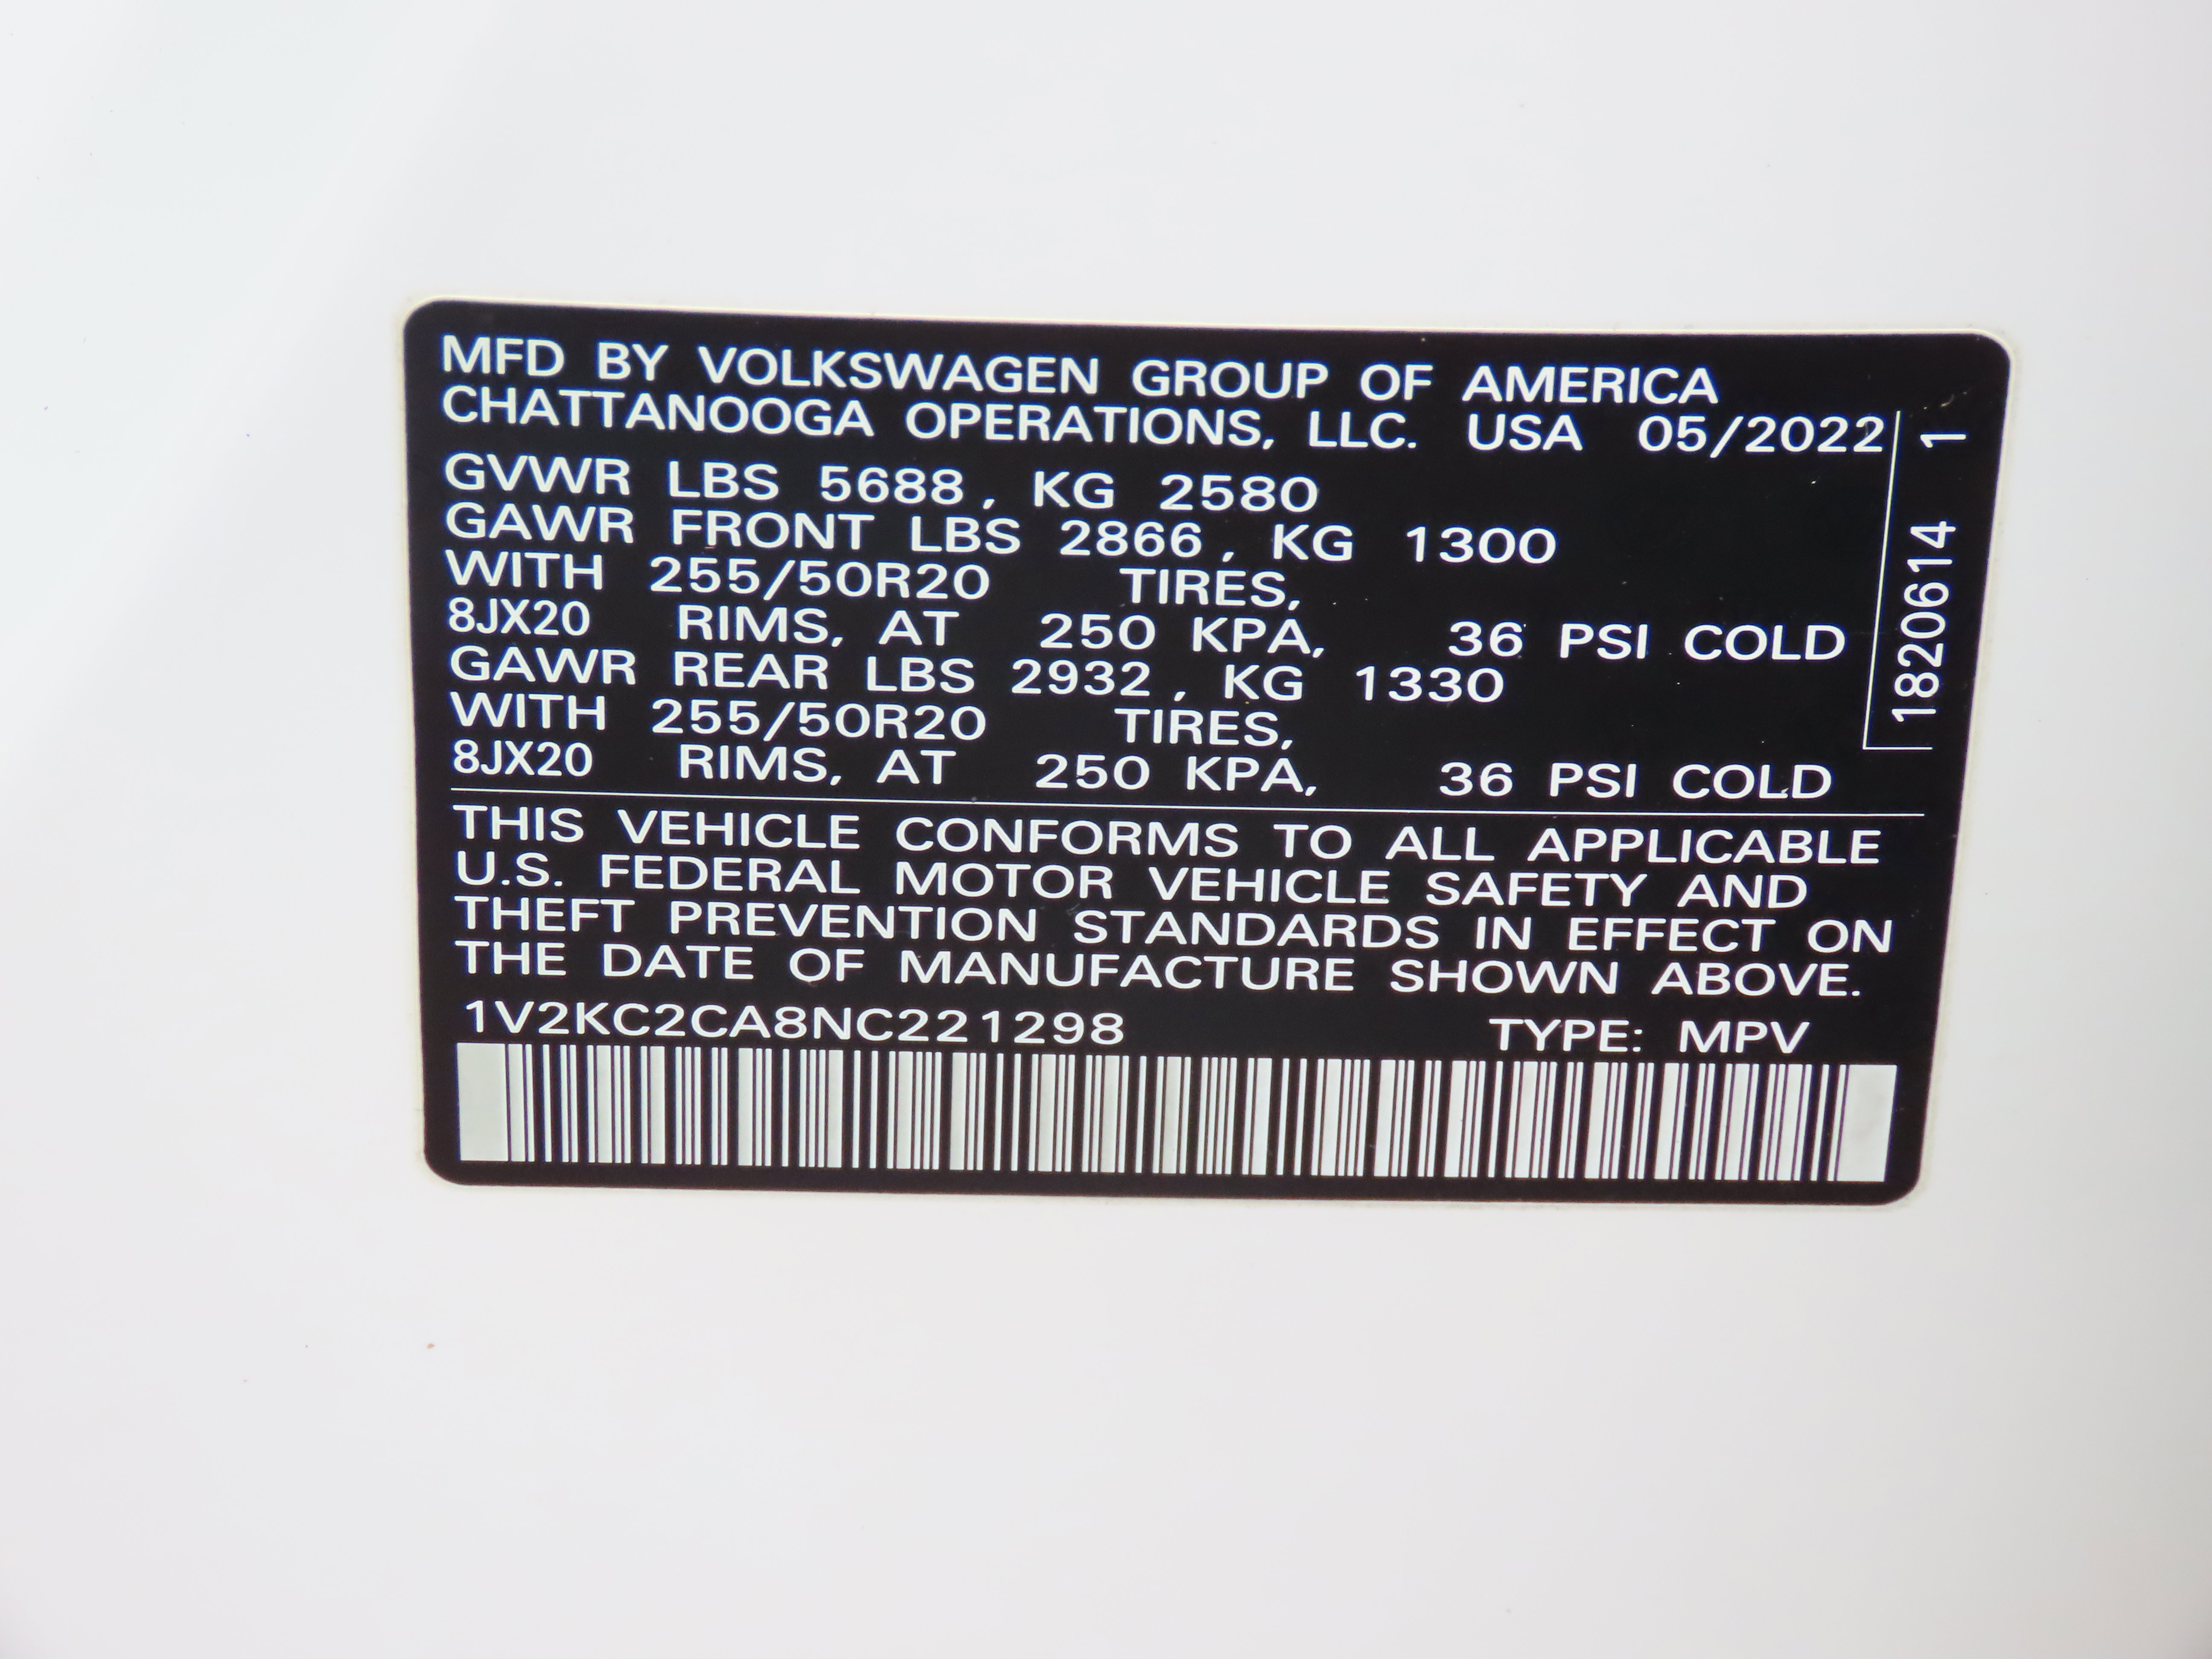 MFD BY VOLKSWAGEN GROUP OF AMERICA
CHATTANOOGA OPERATIONS, LLC. USA 05/2022
GVWR LBS 5688, KG 2580
GAWR FRONT LBS 2866, KG 1300
WITH 255/50R20 TIRES,
8JX20 RIMS, AT 250 KPA, 36 PSI COLD
GAWR REAR LBS 2932, KG 1330
WITH 255/50R20 TIRES,
8JX20 RIMS, AT 250 KPA, 36 PSI COLD
1820614 1
THIS VEHICLE CONFORMS TO ALL APPLICABLE
U.S. FEDERAL MOTOR VEHICLE SAFETY AND
THEFT PREVENTION STANDARDS IN EFFECT ON
THE DATE OF MANUFACTURE SHOWN ABOVE.
1V2KC2CA8NC221298 TYPE: MPV